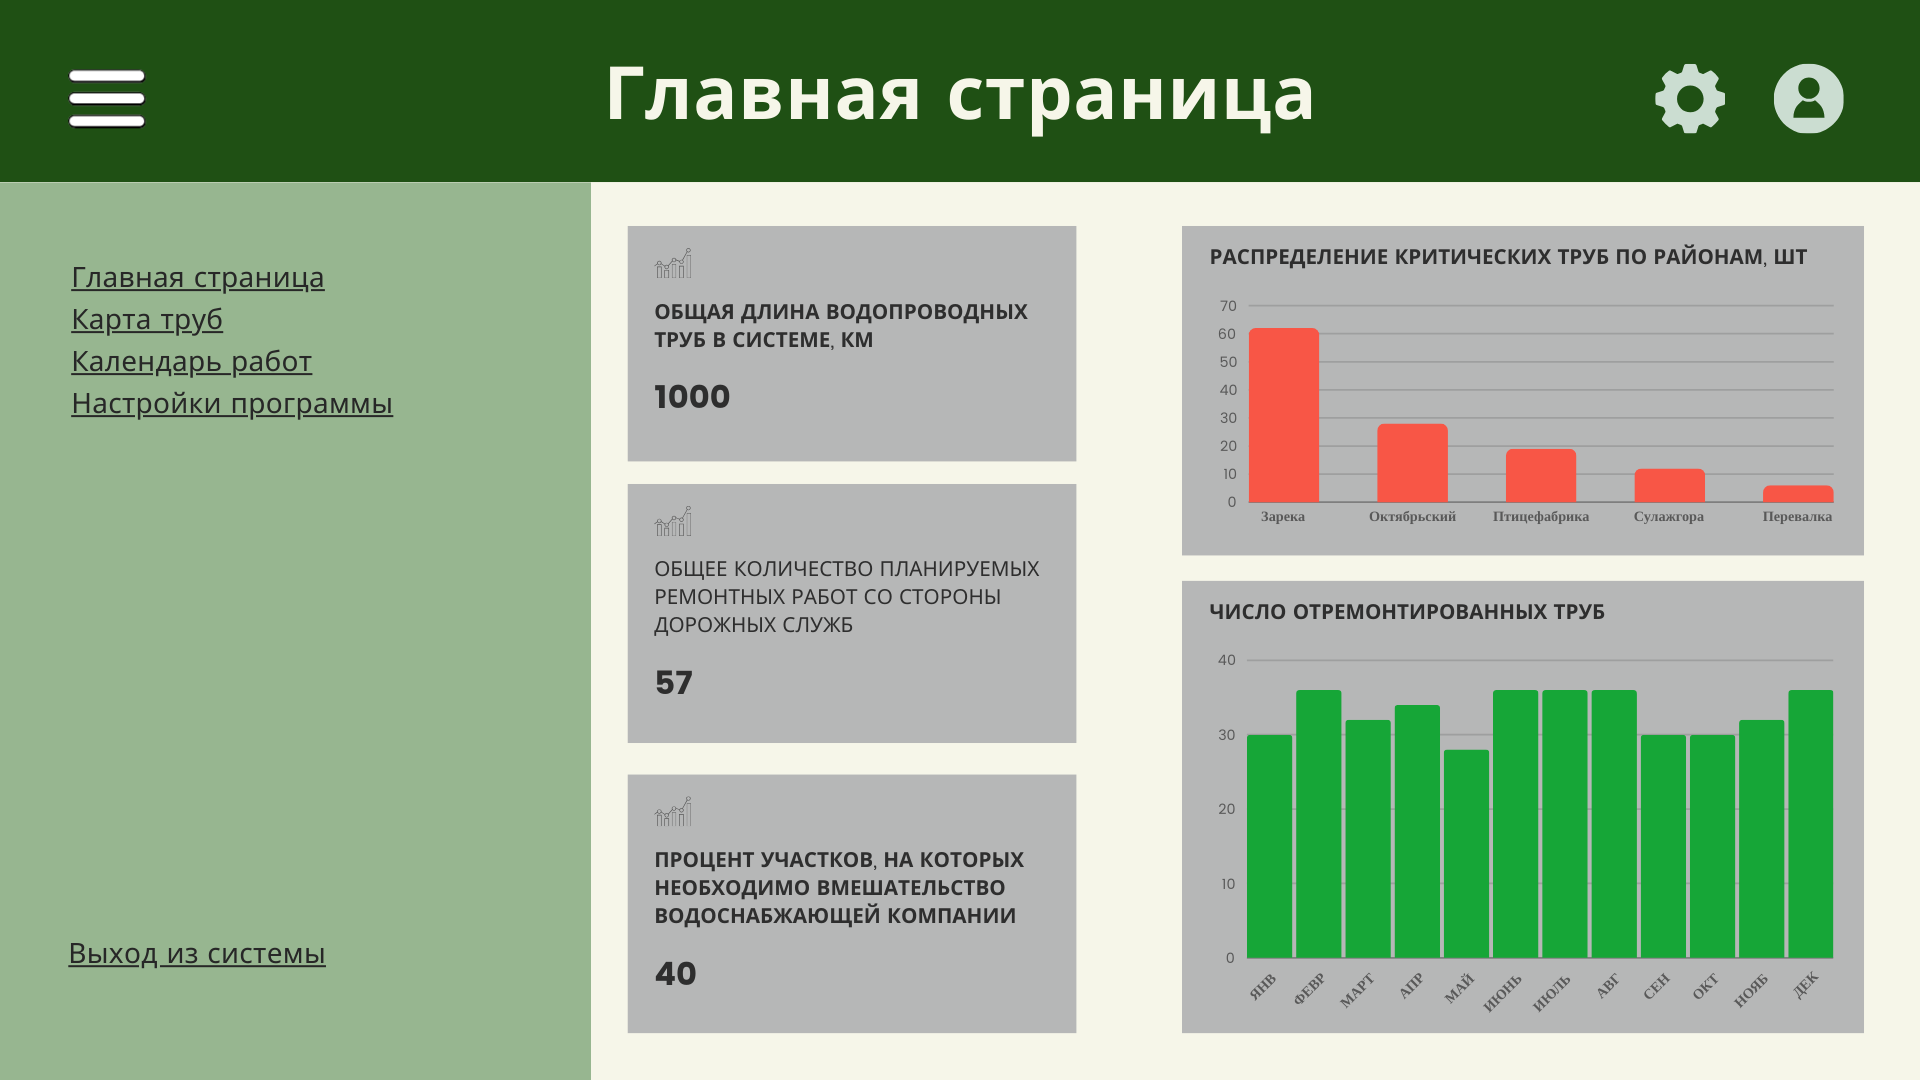 Главная страница
Главная страница
Карта труб
Календарь работ
Настройки программы
Выход из системы
ОБЩАЯ ДЛИНА ВОДОПРОВОДНЫХ
ТРУБ В СИСТЕМЕ, КМ
1000
ОБЩЕЕ КОЛИЧЕСТВО ПЛАНИРУЕМЫХ
РЕМОНТНЫХ РАБОТ СО СТОРОНЫ
ДОРОЖНЫХ СЛУЖБ
57
ПРОЦЕНТ УЧАСТКОВ, НА КОТОРЫХ
НЕОБХОДИМО ВМЕШАТЕЛЬСТВО
ВОДОСНАБЖАЮЩЕЙ КОМПАНИИ
40
РАСПРЕДЕЛЕНИЕ КРИТИЧЕСКИХ ТРУБ ПО РАЙОНАМ, ШТ
70
60
50
40
30
20
10
0
Зарека Октябрьский Птицефабрика Сулажгора Перевалка
ЧИСЛО ОТРЕМОНТИРОВАННЫХ ТРУБ
40
30
20
10
0
ЯНВ ФЕВР МАРТ АПР МАЙ ИЮНЬ ИЮЛЬ АВГ СЕН ОКТ НОЯБ ДЕК